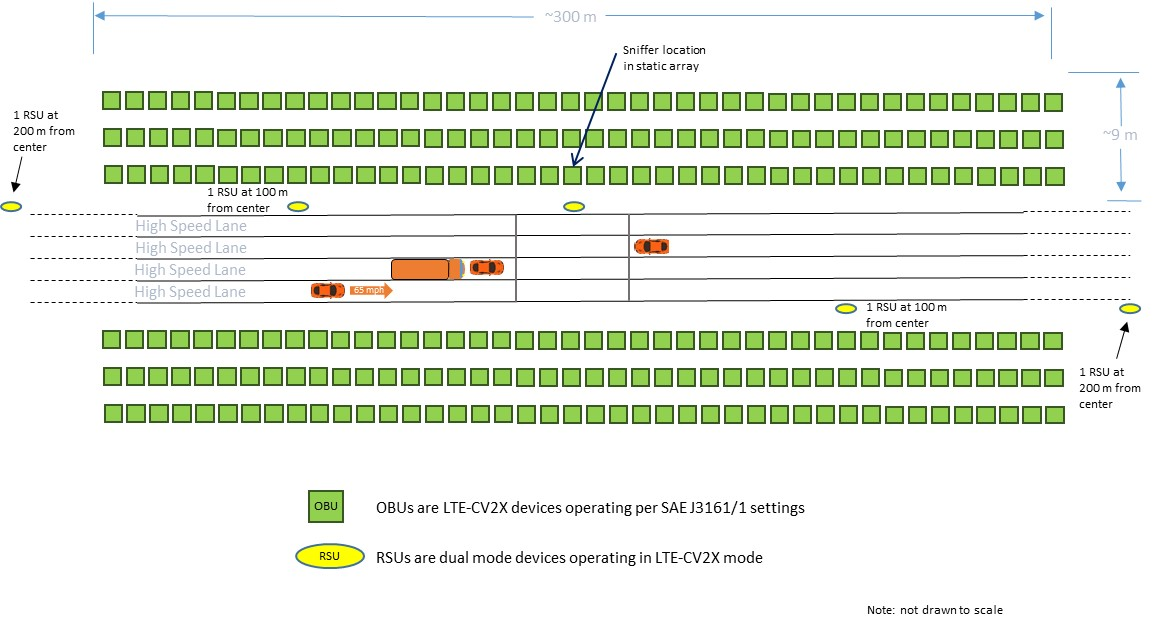 ~300 m
Sniffer location
in static array
1 RSU at
200 m from
center
~9 m
1 RSU at 100 m
from center
High Speed Lane
High Speed Lane
High Speed Lane
High Speed Lane
65 mph
1 RSU at 100 m
from center
1 RSU at
200 m from
center
OBU
OBUs are LTE-CV2X devices operating per SAE J3161/1 settings
RSU
RSUs are dual mode devices operating in LTE-CV2X mode
Note: not drawn to scale